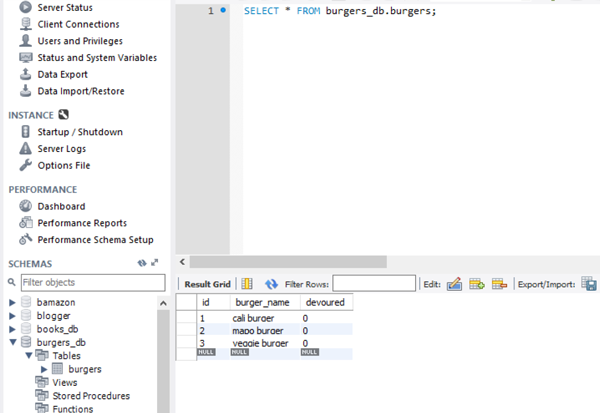 Server Status
Client Connections
Users and Privileges
Status and System Variables
Data Export
Data Import/Restore
INSTANCE
Startup / Shutdown
Server Logs
Options File
PERFORMANCE
Dashboard
Performance Reports
Performance Schema Setup
SCHEMAS
Filter objects
bamazon
blogger
books_db
burgers_db
Tables
burgers
Views
Stored Procedures
Functions
1 SELECT * FROM burgers_db.burgers;
Result Grid Filter Rows: Edit: Export/Import:
id burger_name devoured
1 cali burger 0
2 mapo burger 0
3 veggie burger 0
NULL NULL NULL